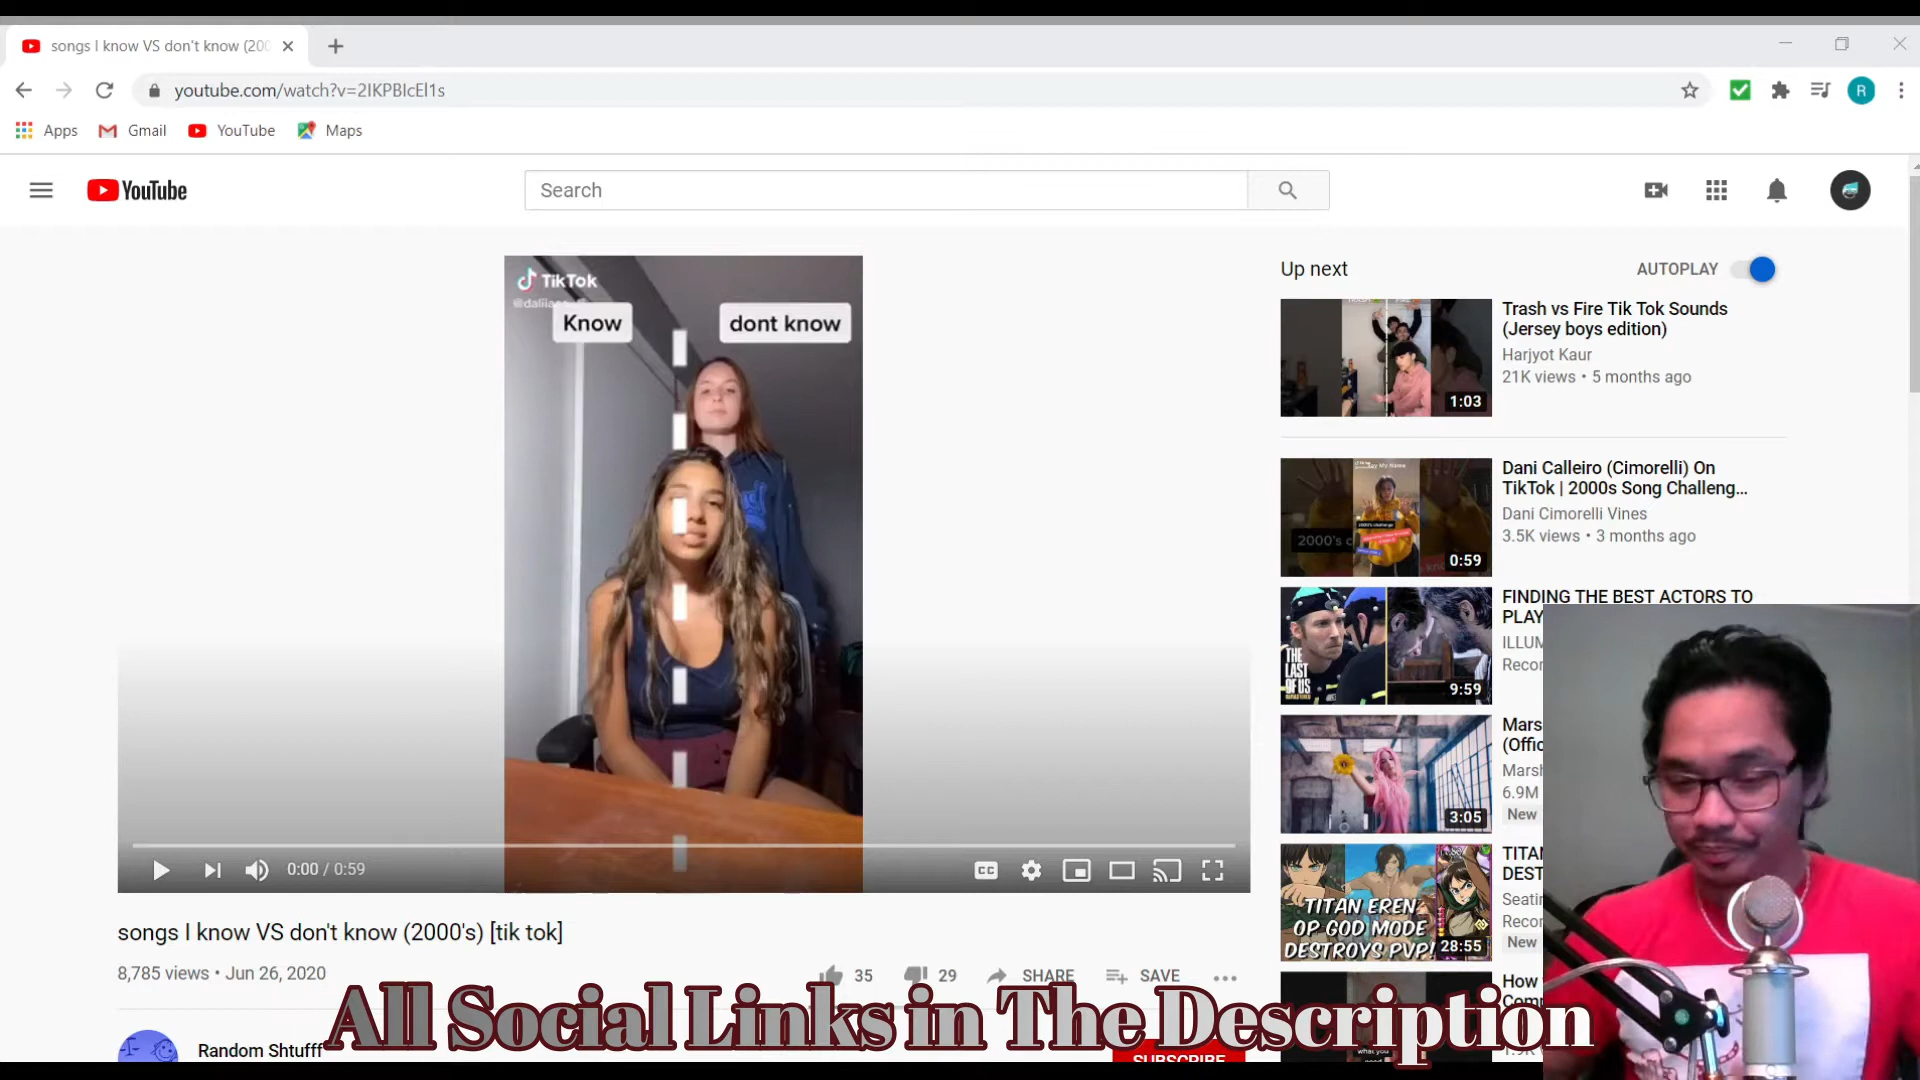 songs I know VS don't know (200
youtube.com/watch?v=2IKPBIcEl1s
R
Apps
Gmail
YouTube
Maps
YouTube
Search
TikTok
Know
dont know
Up next
AUTOPLAY
Trash vs Fire Tik Tok Sounds
(Jersey boys edition)
Harjyot Kaur
21K views • 5 months ago
1:03
Dani Calleiro (Cimorelli) On
TikTok | 2000s Song Challeng...
Dani Cimorelli Vines
3.5K views • 3 months ago
2000's c
0:59
FINDING THE BEST ACTORS TO
PLAY
ILLUM
Recor
THE
LAST
OF US
9:59
Mars
(Offic
Marsh
6.9M
New
3:05
TITAN
DEST
Seatin
Recor
New
TITAN EREN
OP GOD MODE
DESTROYS PVP!
28:55
How
Comp
0:00 / 0:59
CC
songs I know VS don't know (2000's) [tik tok]
8,785 views • Jun 26, 2020
35
29
SHARE
SAVE
All Social Links in The Description
Random Shtufff
SUBSCRIBE
what you